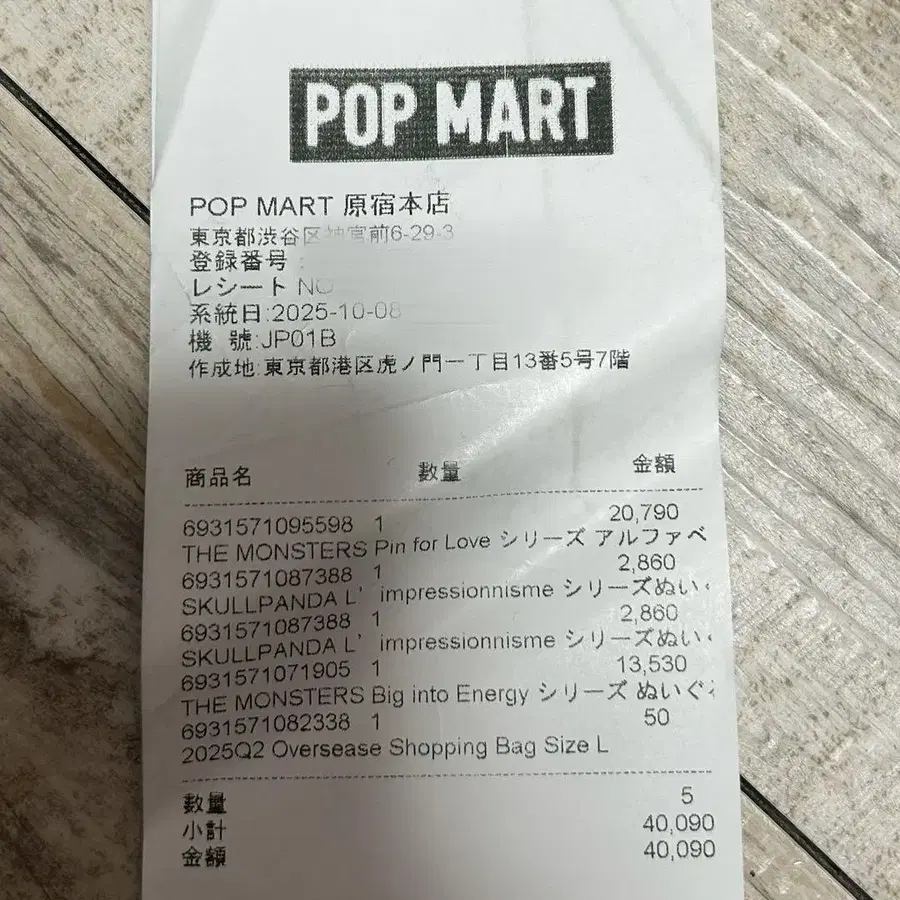 POP MART
POP MART 原宿本店
東京都渋谷区神宮前6-29-3
登録番号 :
レシート NO
系統日:2025-10-08
機 號:JP01B
作成地:東京都港区虎ノ門一丁目13番5号7階
商品名 数量 金額
6931571095598 1 20,790
THE MONSTERS Pin for Love シリーズ アルファベ
6931571087388 1 2,860
SKULLPANDA L' impressionnisme シリーズぬい
6931571087388 1 2,860
SKULLPANDA L' impressionnisme シリーズぬい
6931571071905 1 13,530
THE MONSTERS Big into Energy シリーズ ぬいぐ
6931571082338 1 50
2025Q2 Oversease Shopping Bag Size L
数量 5
小計 40,090
金額 40,090